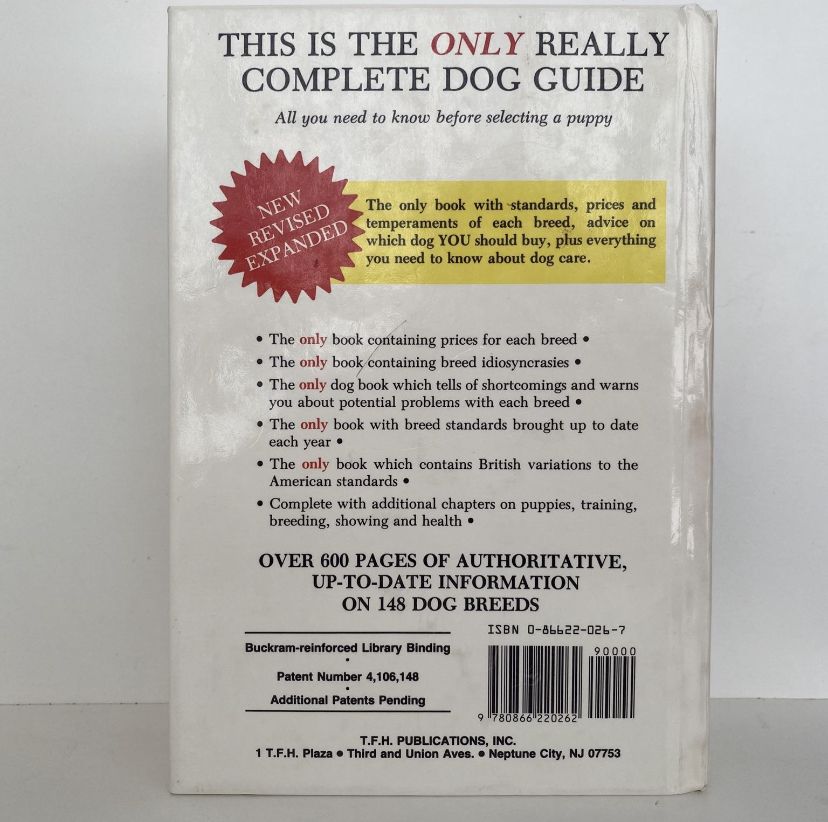 THIS IS THE ONLY REALLY
COMPLETE DOG GUIDE
All you need to know before selecting a puppy
NEW
REVISED
EXPANDED
The only book with standards, prices and
temperaments of each breed, advice on
which dog YOU should buy, plus everything
you need to know about dog care.
• The only book containing prices for each breed •
• The only book containing breed idiosyncrasies •
• The only dog book which tells of shortcomings and warns
you about potential problems with each breed •
• The only book with breed standards brought up to date
each year •
• The only book which contains British variations to the
American standards •
• Complete with additional chapters on puppies, training,
breeding, showing and health •
OVER 600 PAGES OF AUTHORITATIVE,
UP-TO-DATE INFORMATION
ON 148 DOG BREEDS
ISBN 0-86622-026-7
90000
9 780866 220262
Buckram-reinforced Library Binding
•
Patent Number 4,106,148
•
Additional Patents Pending
T.F.H. PUBLICATIONS, INC.
1 T.F.H. Plaza • Third and Union Aves. • Neptune City, NJ 07753